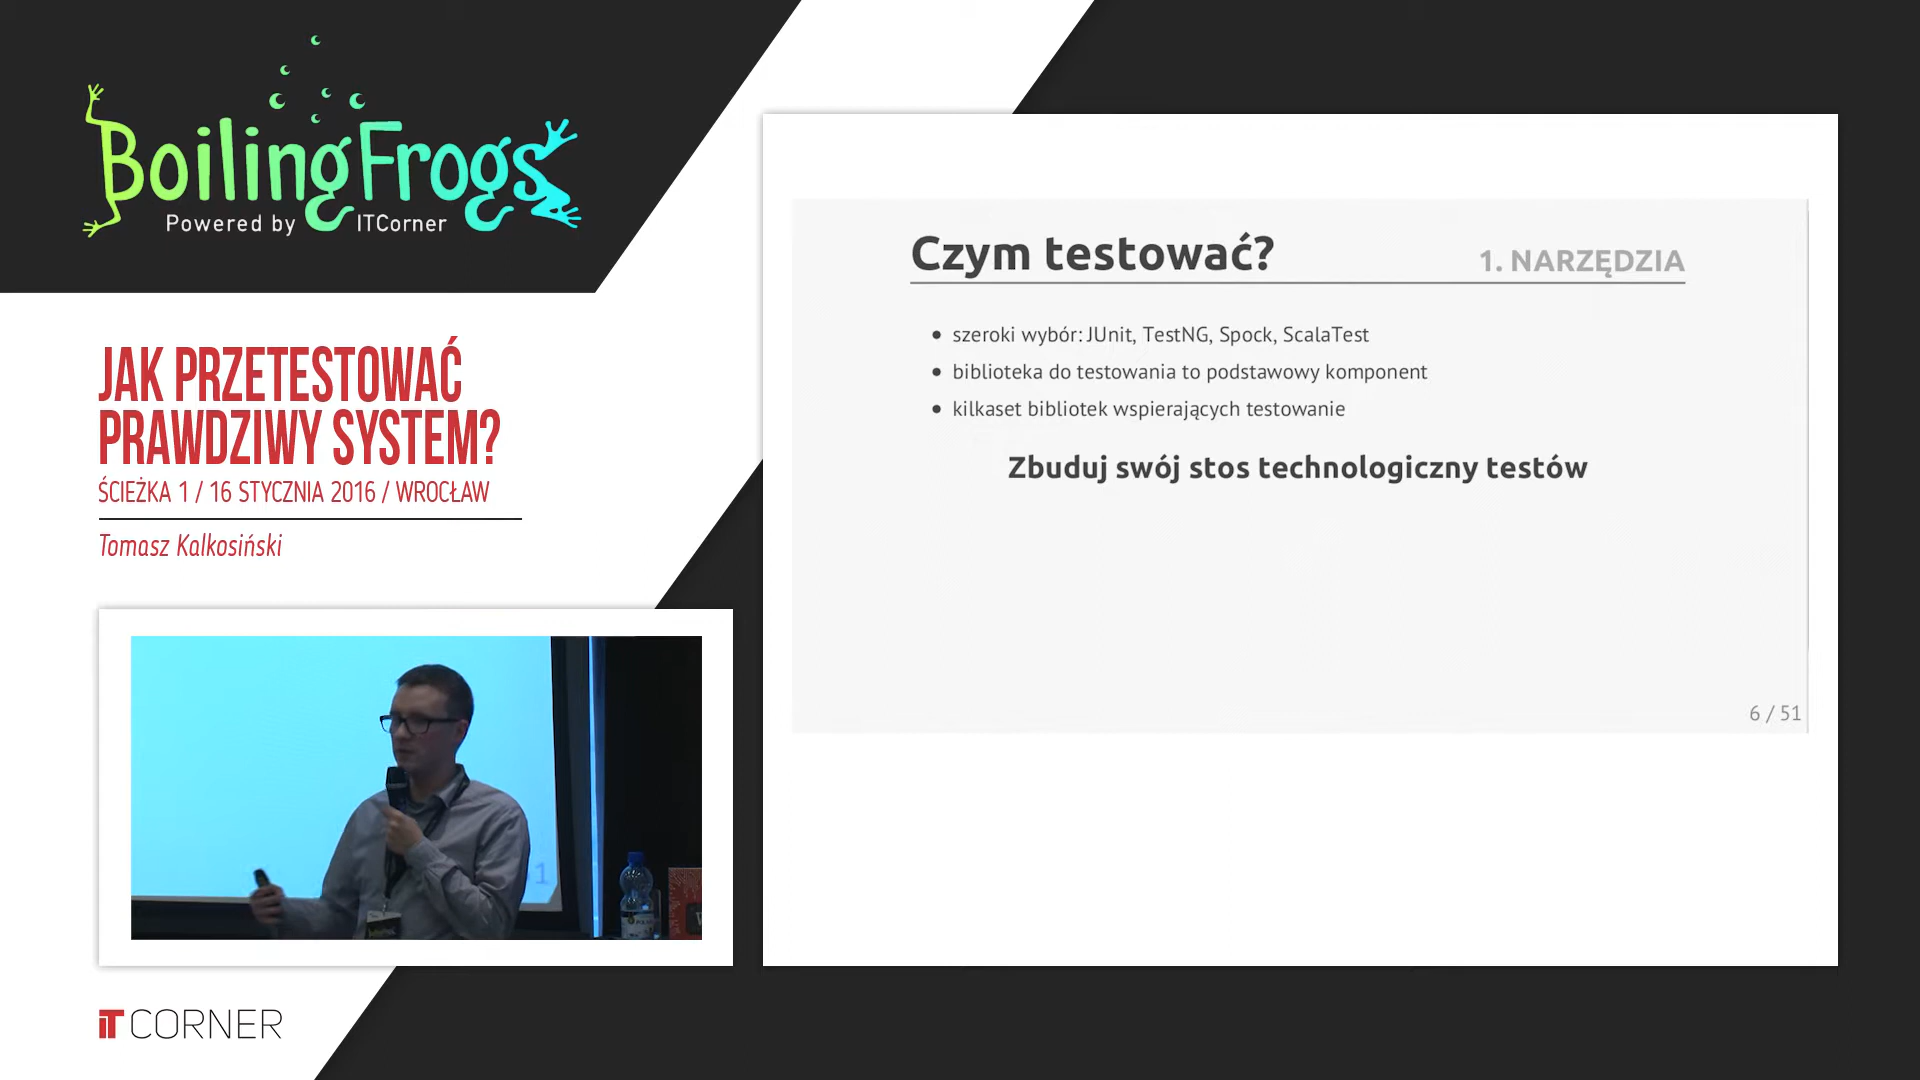 BoilingFrogs
Powered by ITCorner
JAK PRZETESTOWAĆ
PRAWDZIWY SYSTEM?
ŚCIEŻKA 1 / 16 STYCZNIA 2016 / WROCŁAW
Tomasz Kalkosiński
iT CORNER
Czym testować?
1. NARZĘDZIA
szeroki wybór: JUnit, TestNG, Spock, ScalaTest
biblioteka do testowania to podstawowy komponent
kilkaset bibliotek wspierających testowanie
Zbuduj swój stos technologiczny testów
6 / 51